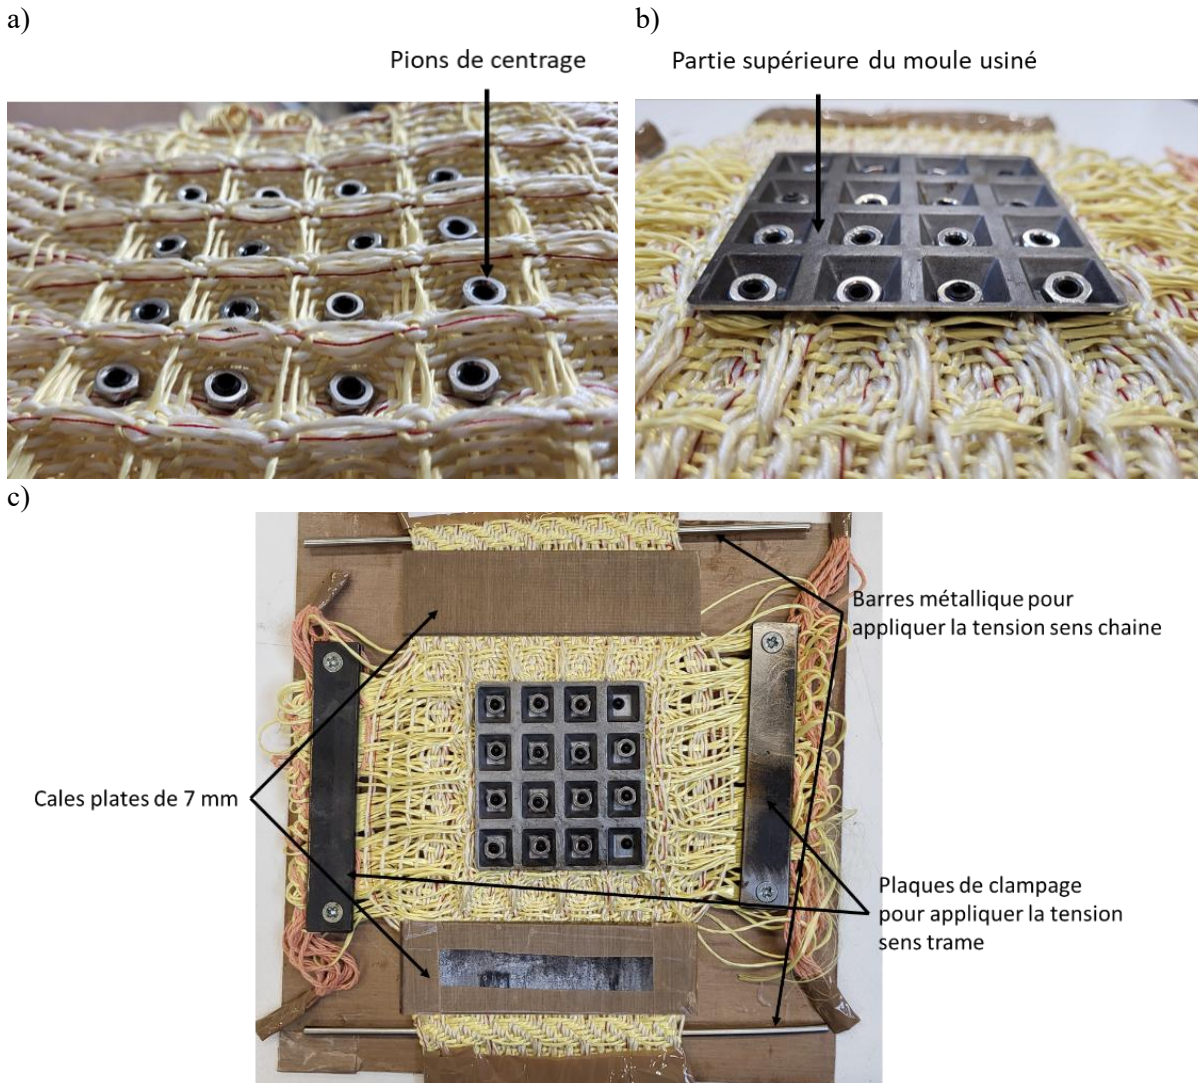 a)
b)
Pions de centrage
Partie supérieure du moule usiné
c)
Barres métallique pour
appliquer la tension sens chaine
Cales plates de 7 mm
Plaques de clampage
pour appliquer la tension
sens trame